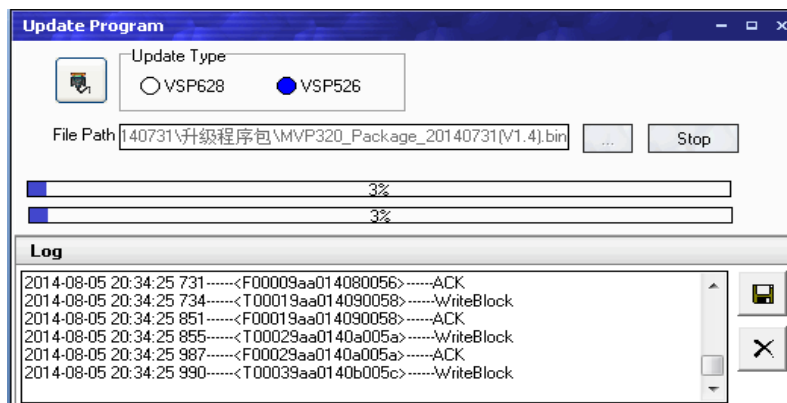 Update Program
Update Type
VSP628
VSP526
File Path
140731\升级程序包\MVP320_Package_20140731(V1.4).bin
...
Stop
3%
3%
Log
2014-08-05 20:34:25 731------<F00009aa014080056>------ACK
2014-08-05 20:34:25 734------<T00019aa014090058>------WriteBlock
2014-08-05 20:34:25 851------<F00019aa014090058>------ACK
2014-08-05 20:34:25 855------<T00029aa0140a005a>------WriteBlock
2014-08-05 20:34:25 987------<F00029aa0140a005a>------ACK
2014-08-05 20:34:25 990------<T00039aa0140b005c>------WriteBlock